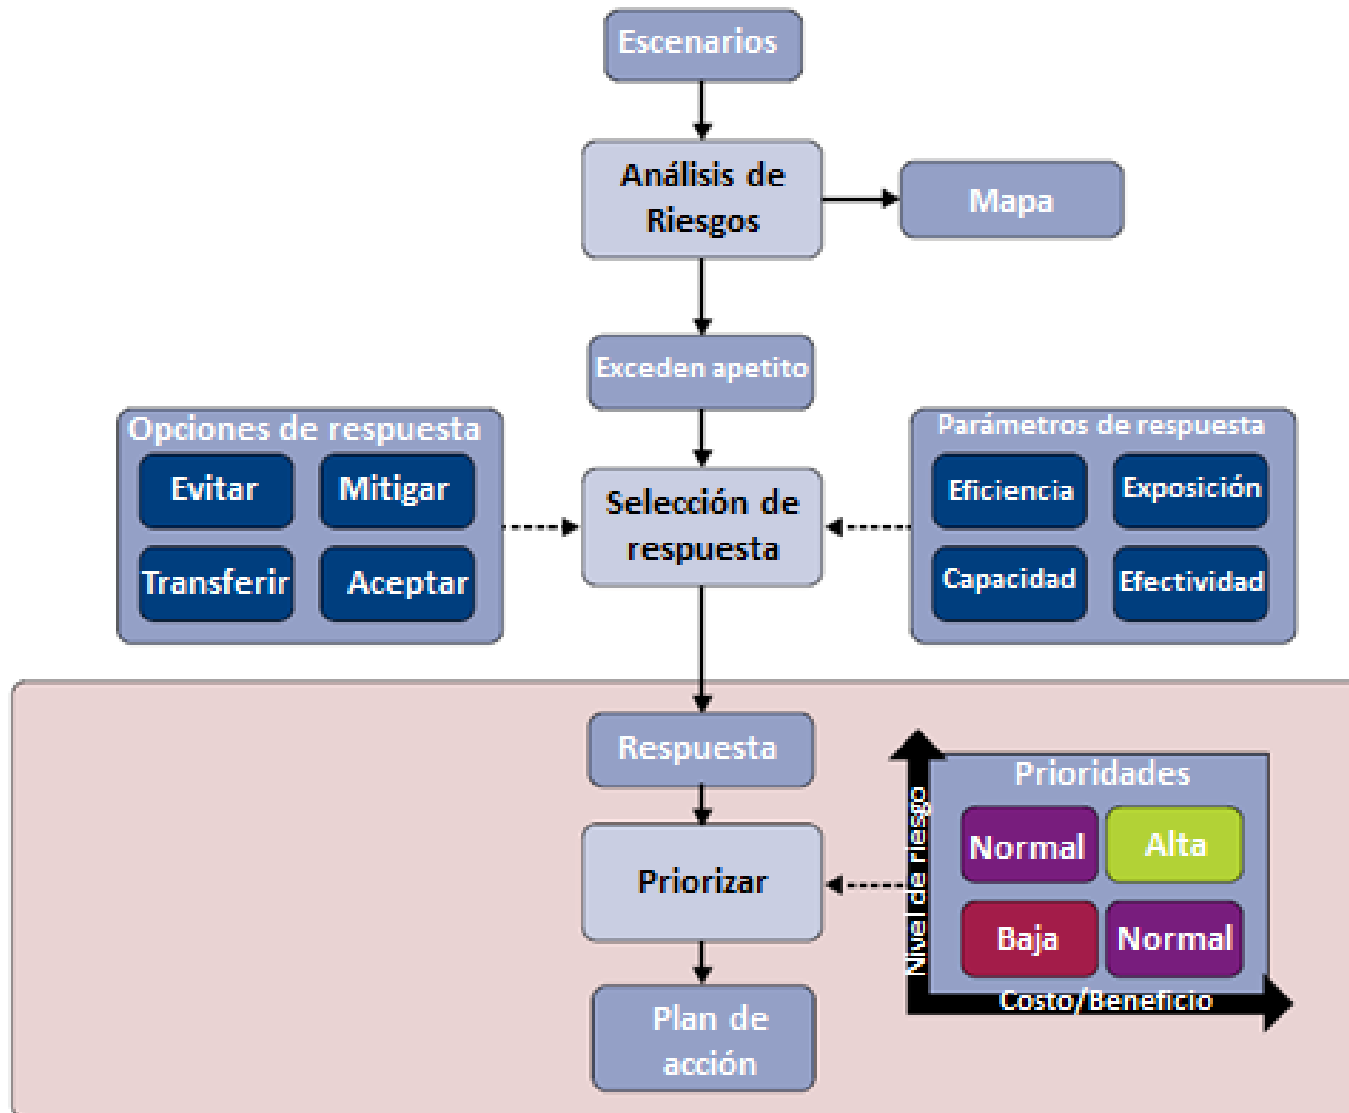 Escenarios
Análisis de
Riesgos
Mapa
Exceden apetito
Opciones de respuesta
Evitar
Mitigar
Transferir
Aceptar
Selección de
respuesta
Parámetros de respuesta
Eficiencia
Exposición
Capacidad
Efectividad
Respuesta
Priorizar
Plan de
acción
Nivel de riesgo
Prioridades
Normal
Alta
Baja
Normal
Costo/Beneficio